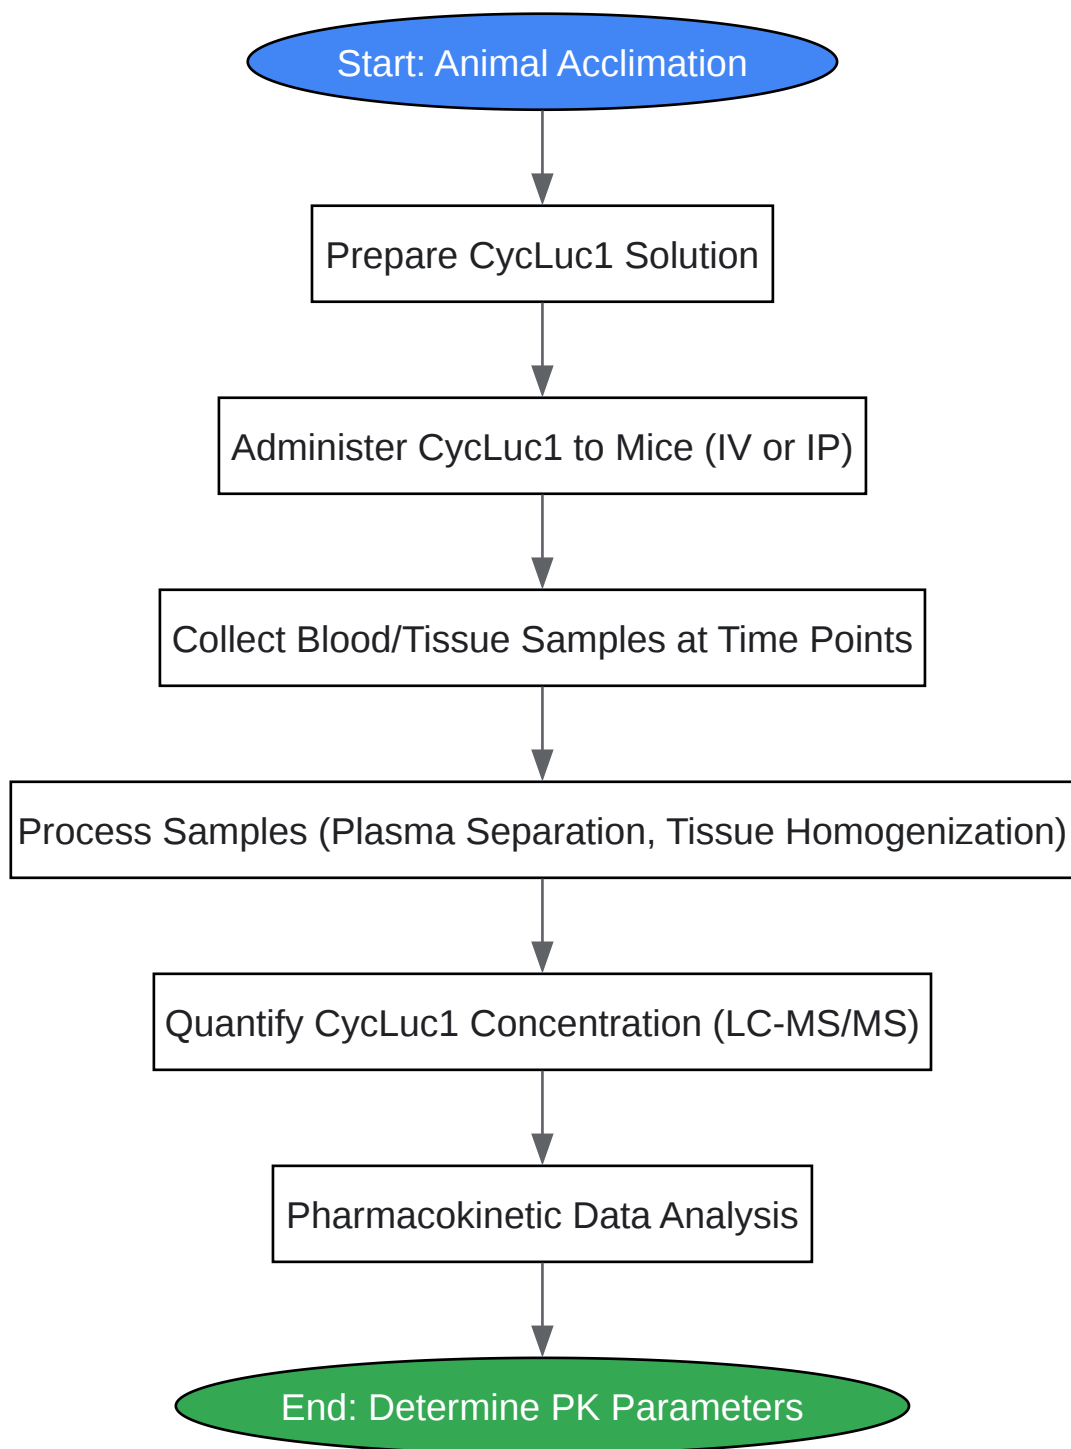 Start: Animal Acclimation
Prepare CycLuc1 Solution
Administer CycLuc1 to Mice (IV or IP)
Collect Blood/Tissue Samples at Time Points
Process Samples (Plasma Separation, Tissue Homogenization)
Quantify CycLuc1 Concentration (LC-MS/MS)
Pharmacokinetic Data Analysis
End: Determine PK Parameters